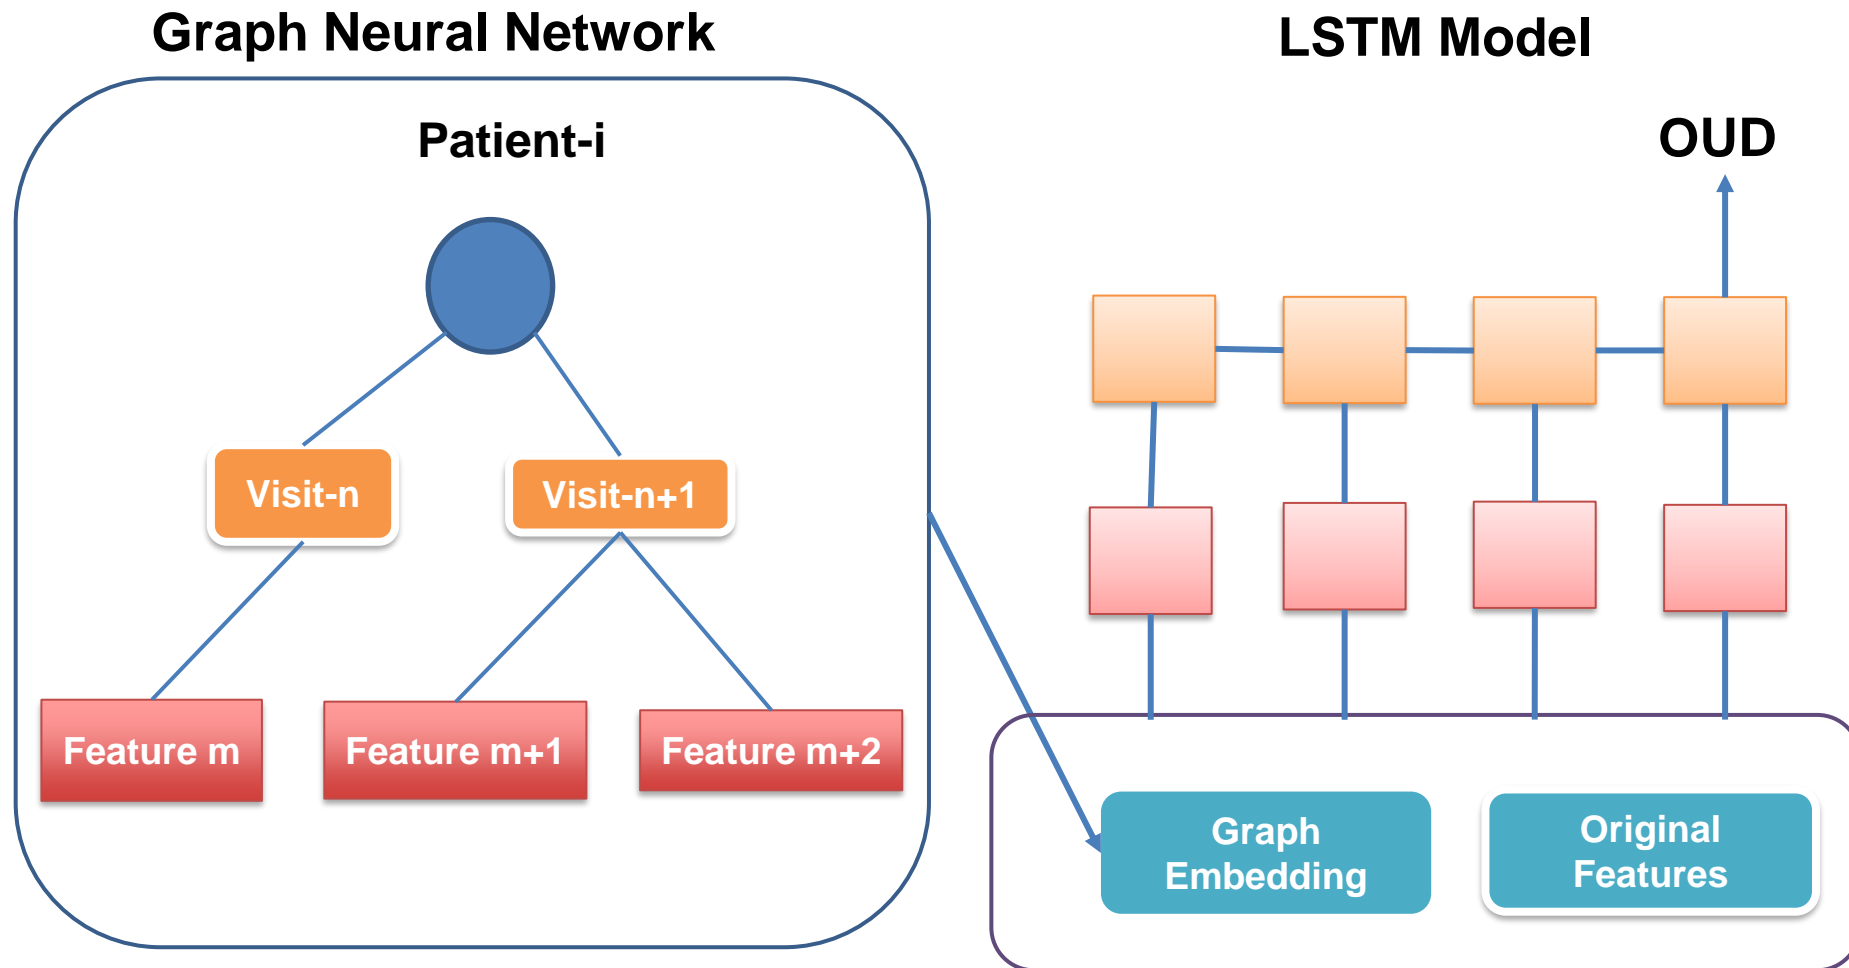 Graph Neural Network
Patient-i
Visit-n
Visit-n+1
Feature m
Feature m+1
Feature m+2
LSTM Model
OUD
Graph
Embedding
Original
Features